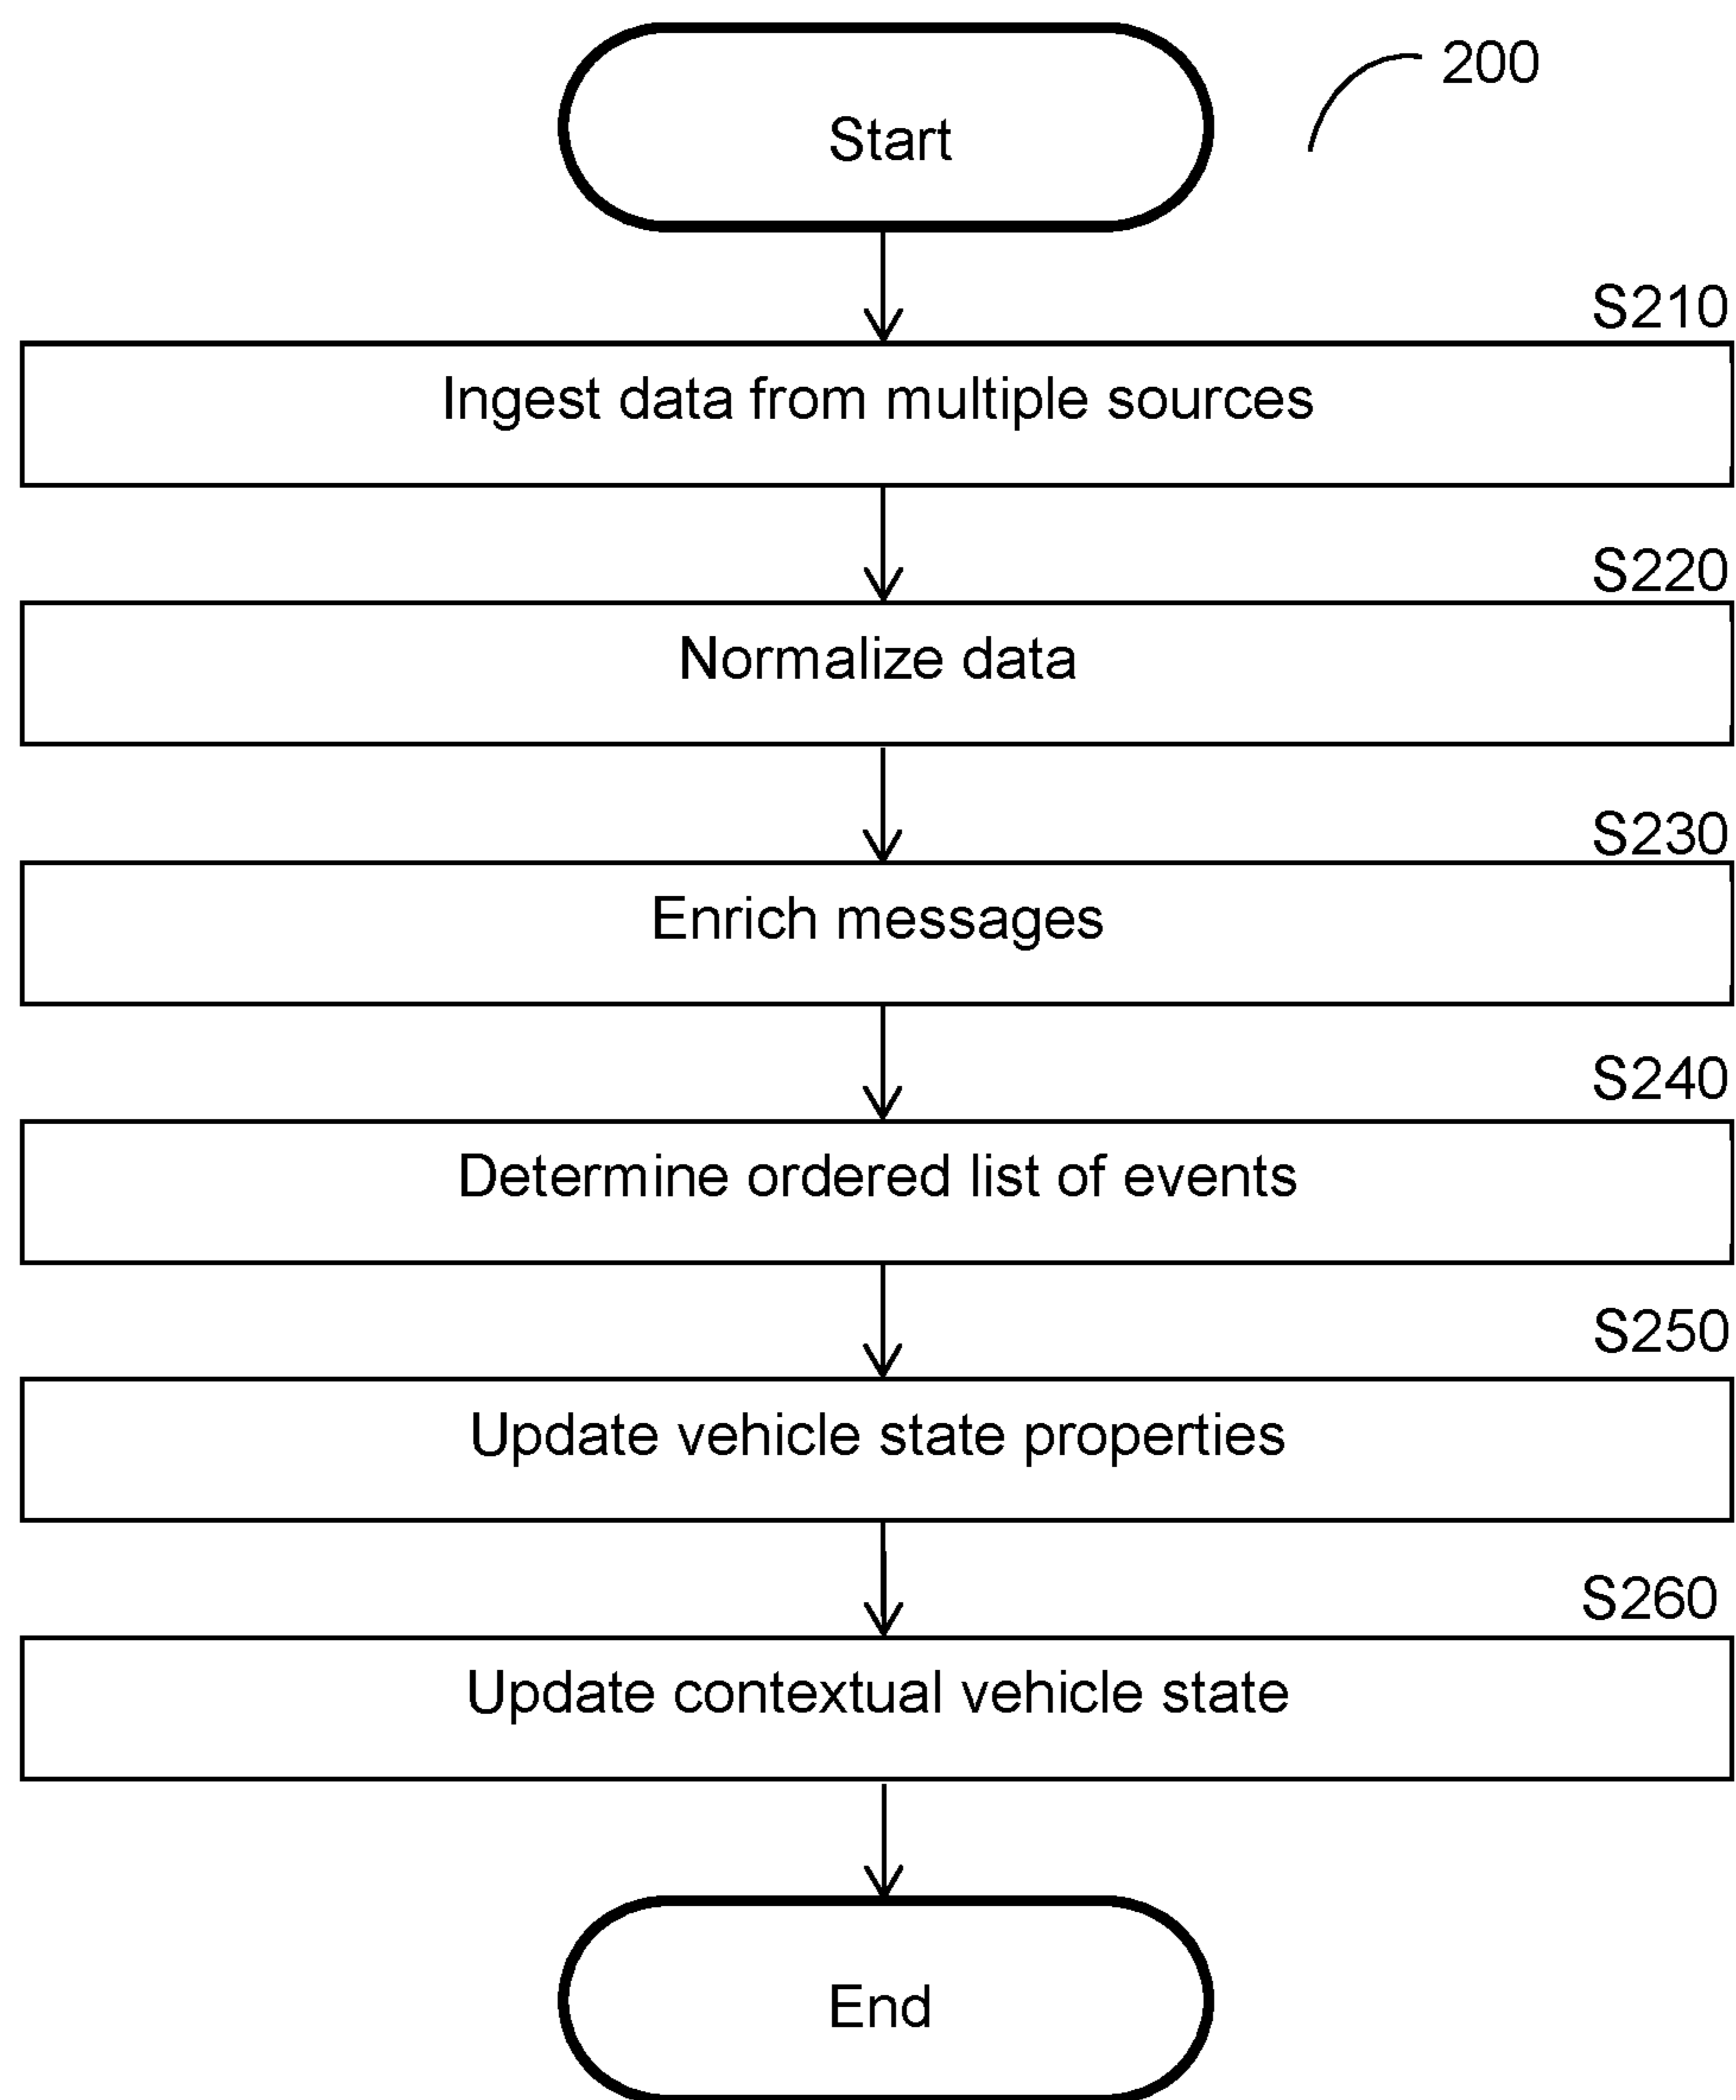 200
Start
S210
Ingest data from multiple sources
S220
Normalize data
S230
Enrich messages
S240
Determine ordered list of events
S250
Update vehicle state properties
S260
Update contextual vehicle state
End